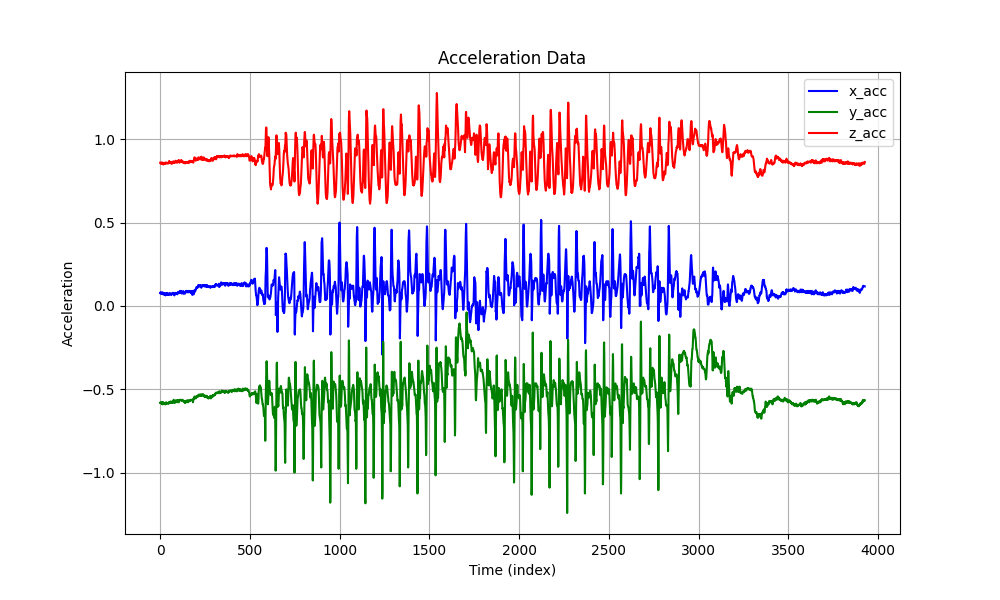 Acceleration Data
x_acc
y_acc
z_acc
1.0
0.5
0.0
−0.5
−1.0
Acceleration
0 500 1000 1500 2000 2500 3000 3500 4000
Time (index)